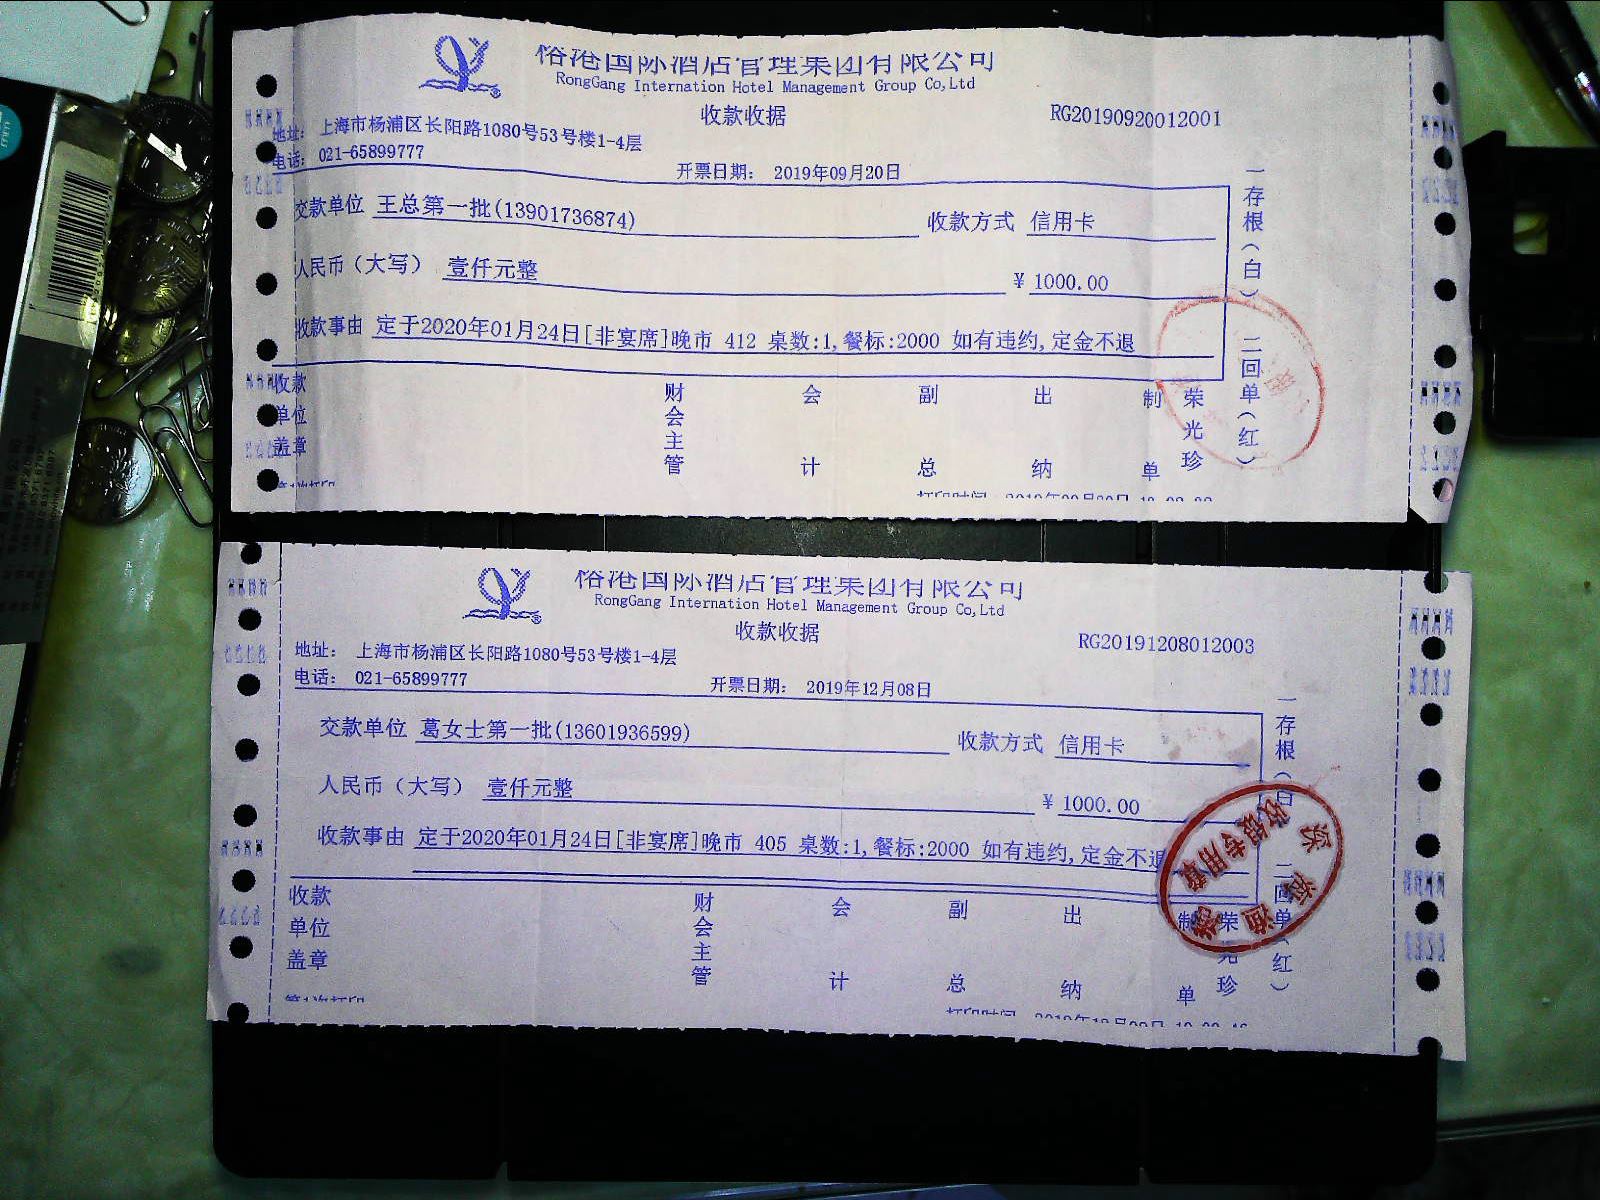 俗港国际酒店管理集团有限公司
RongGang Internation Hotel Management Group Co,Ltd
收款收据
RG20190920012001
地址: 上海市杨浦区长阳路1080号53号楼1-4层
电话: 021-65899777
开票日期: 2019年09月20日
交款单位 王总第一批(13901736874) 收款方式 信用卡
人民币(大写) 壹仟元整 ¥ 1000.00
收款事由 定于2020年01月24日[非宴席]晚市 412 桌数:1,餐标:2000 如有违约,定金不退
收款单位盖章 财会主管 会计 副总 出纳 制单 荣光珍
一存根(白) 二回单(红)
俗港国际酒店管理集团有限公司
RongGang Internation Hotel Management Group Co,Ltd
收款收据
RG20191208012003
地址: 上海市杨浦区长阳路1080号53号楼1-4层
电话: 021-65899777
开票日期: 2019年12月08日
交款单位 葛女士第一批(13601936599) 收款方式 信用卡
人民币(大写) 壹仟元整 ¥ 1000.00
收款事由 定于2020年01月24日[非宴席]晚市 405 桌数:1,餐标:2000 如有违约,定金不退
收款单位盖章 财会主管 会计 副总 出纳 制单 荣光珍
一存根(白) 二回单(红)
收银专用章